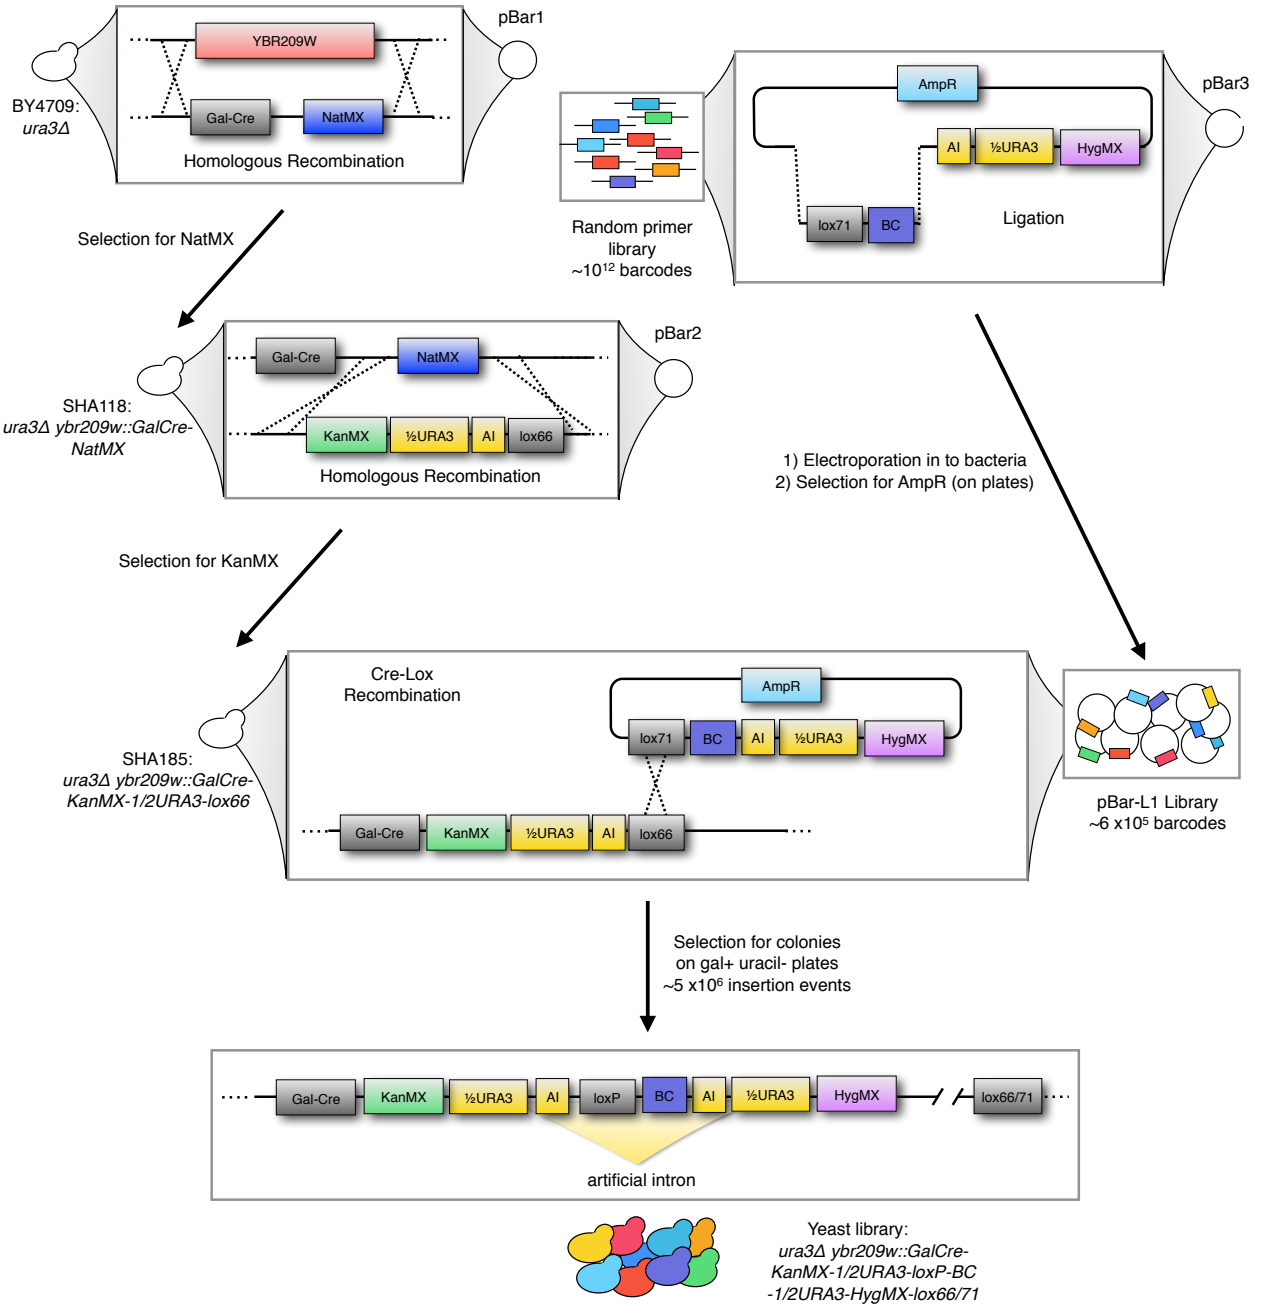 pBar1
YBR209W
BY4709:
ura3Δ
Gal-Cre
NatMX
Homologous Recombination
Selection for NatMX
pBar3
AmpR
AI
½URA3
HygMX
lox71
BC
Ligation
Random primer
library
~10¹² barcodes
pBar2
Gal-Cre
NatMX
SHA118:
ura3Δ ybr209w::GalCre-
NatMX
KanMX
½URA3
AI
lox66
Homologous Recombination
1) Electroporation in to bacteria
2) Selection for AmpR (on plates)
Selection for KanMX
Cre-Lox
Recombination
AmpR
lox71
BC
AI
½URA3
HygMX
SHA185:
ura3Δ ybr209w::GalCre-
KanMX-1/2URA3-lox66
Gal-Cre
KanMX
½URA3
AI
lox66
pBar-L1 Library
~6 x10⁵ barcodes
Selection for colonies
on gal+ uracil- plates
~5 x10⁶ insertion events
Gal-Cre
KanMX
½URA3
AI
loxP
BC
AI
½URA3
HygMX
lox66/71
artificial intron
Yeast library:
ura3Δ ybr209w::GalCre-
KanMX-1/2URA3-loxP-BC
-1/2URA3-HygMX-lox66/71